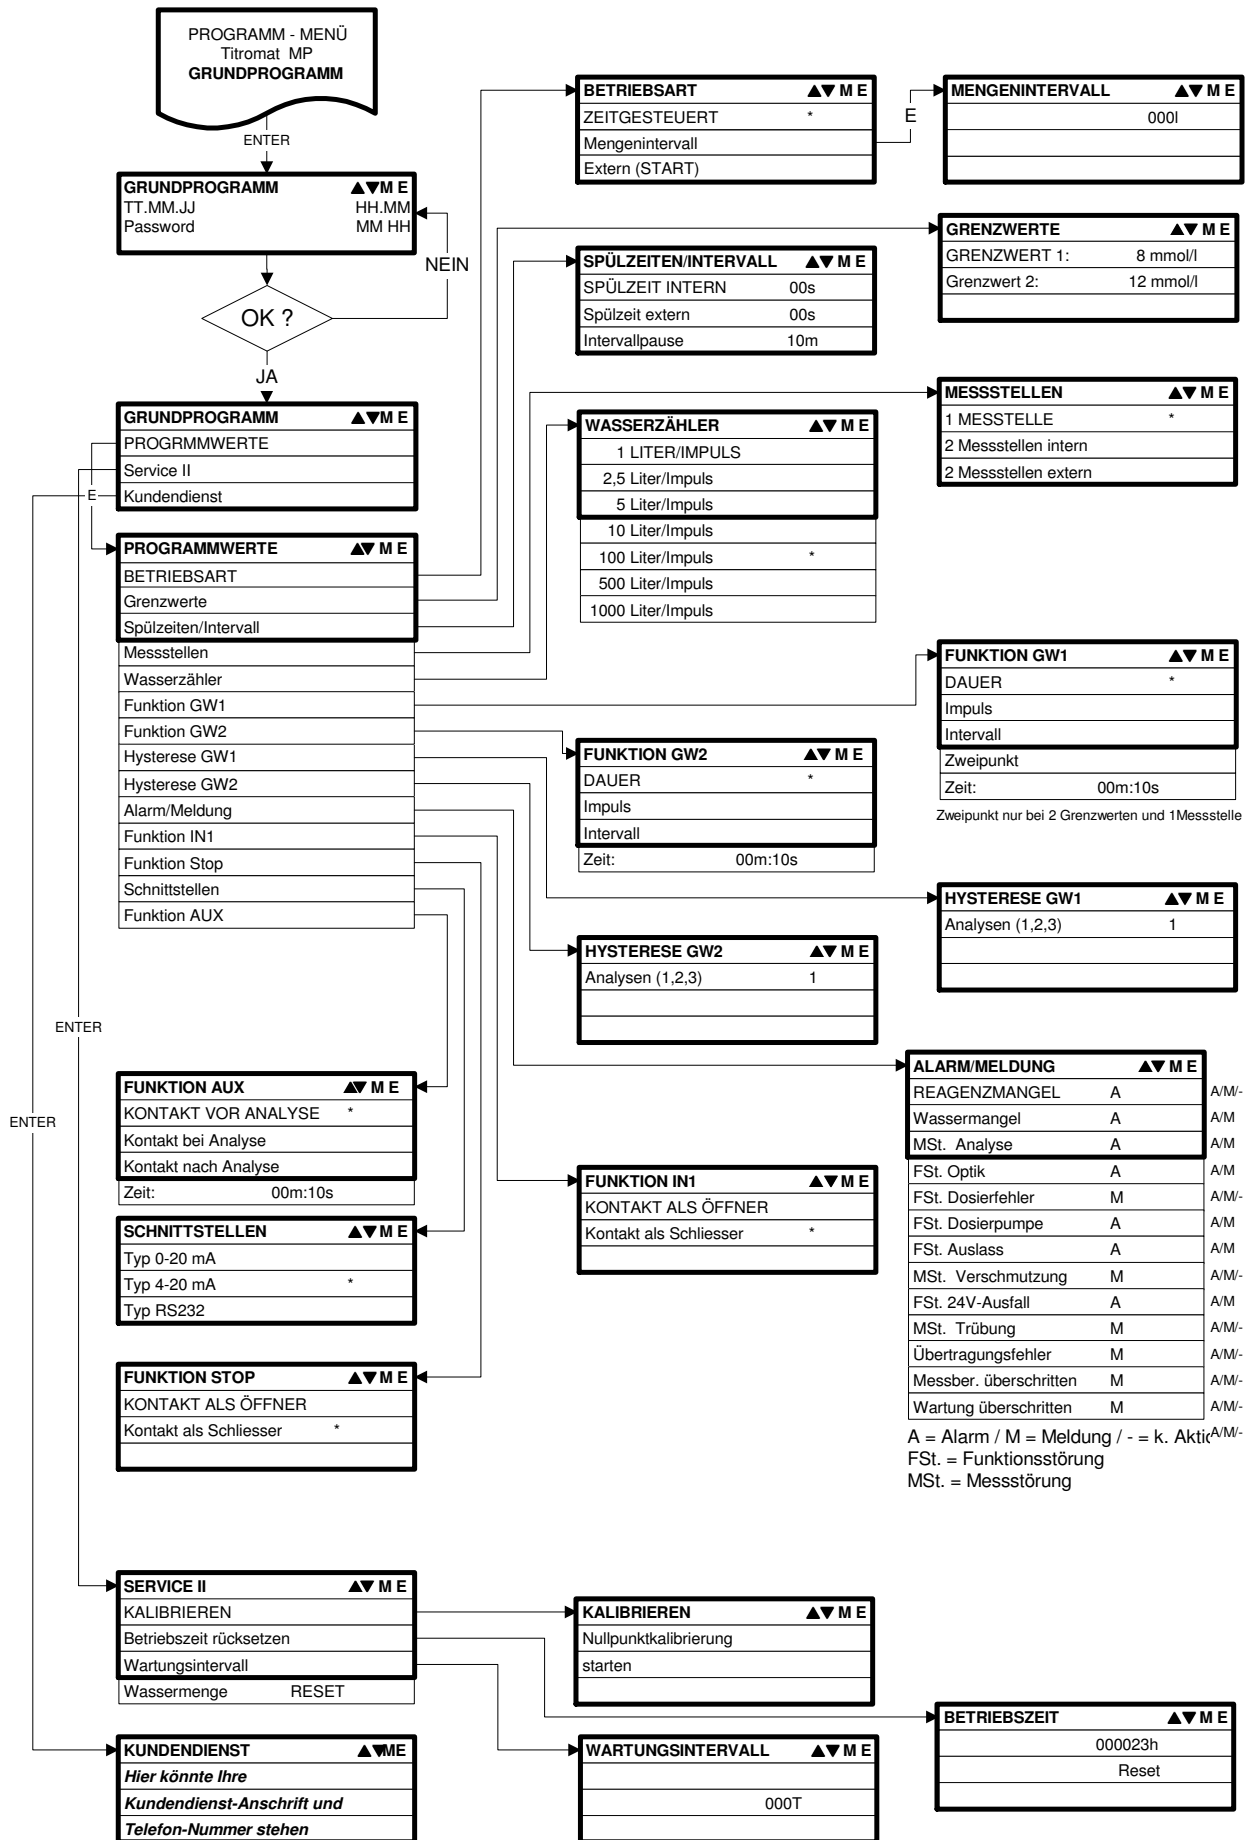 PROGRAMM - MENÜ
Titromat MP
GRUNDPROGRAMM
ENTER
GRUNDPROGRAMM ▲▼M E
TT.MM.JJ HH.MM
Password MM HH
NEIN
OK ?
JA
GRUNDPROGRAMM ▲▼M E
PROGRMMWERTE
Service II
Kundendienst
E
PROGRAMMWERTE ▲▼ M E
BETRIEBSART
Grenzwerte
Spülzeiten/Intervall
Messstellen
Wasserzähler
Funktion GW1
Funktion GW2
Hysterese GW1
Hysterese GW2
Alarm/Meldung
Funktion IN1
Funktion Stop
Schnittstellen
Funktion AUX
BETRIEBSART ▲▼ M E
ZEITGESTEUERT *
Mengenintervall
Extern (START)
E
MENGENINTERVALL ▲▼ M E
000l
GRENZWERTE ▲▼ M E
GRENZWERT 1: 8 mmol/l
Grenzwert 2: 12 mmol/l
SPÜLZEITEN/INTERVALL ▲▼ M E
SPÜLZEIT INTERN 00s
Spülzeit extern 00s
Intervallpause 10m
MESSSTELLEN ▲▼ M E
1 MESSTELLE *
2 Messstellen intern
2 Messstellen extern
WASSERZÄHLER ▲▼ M E
1 LITER/IMPULS
2,5 Liter/Impuls
5 Liter/Impuls
10 Liter/Impuls
100 Liter/Impuls *
500 Liter/Impuls
1000 Liter/Impuls
FUNKTION GW1 ▲▼ M E
DAUER *
Impuls
Intervall
Zweipunkt
Zeit: 00m:10s
Zweipunkt nur bei 2 Grenzwerten und 1Messstelle
FUNKTION GW2 ▲▼ M E
DAUER *
Impuls
Intervall
Zeit: 00m:10s
HYSTERESE GW1 ▲▼ M E
Analysen (1,2,3) 1
HYSTERESE GW2 ▲▼ M E
Analysen (1,2,3) 1
ENTER
ENTER
ALARM/MELDUNG ▲▼ M E
REAGENZMANGEL A A/M/-
Wassermangel A A/M
MSt. Analyse A A/M
FSt. Optik A A/M
FSt. Dosierfehler M A/M/-
FSt. Dosierpumpe A A/M
FSt. Auslass A A/M
MSt. Verschmutzung M A/M/-
FSt. 24V-Ausfall A A/M
MSt. Trübung M A/M/-
Übertragungsfehler M A/M/-
Messber. überschritten M A/M/-
Wartung überschritten M A/M/-
A = Alarm / M = Meldung / - = k. Aktio A/M/-
FSt. = Funktionsstörung
MSt. = Messstörung
FUNKTION AUX ▲▼ M E
KONTAKT VOR ANALYSE *
Kontakt bei Analyse
Kontakt nach Analyse
Zeit: 00m:10s
FUNKTION IN1 ▲▼ M E
KONTAKT ALS ÖFFNER
Kontakt als Schliesser *
SCHNITTSTELLEN ▲▼ M E
Typ 0-20 mA
Typ 4-20 mA *
Typ RS232
FUNKTION STOP ▲▼ M E
KONTAKT ALS ÖFFNER
Kontakt als Schliesser *
SERVICE II ▲▼ M E
KALIBRIEREN
Betriebszeit rücksetzen
Wartungsintervall
Wassermenge RESET
KALIBRIEREN ▲▼ M E
Nullpunktkalibrierung
starten
BETRIEBSZEIT ▲▼ M E
000023h
Reset
KUNDENDIENST ▲▼ME
Hier könnte Ihre
Kundendienst-Anschrift und
Telefon-Nummer stehen
WARTUNGSINTERVALL ▲▼ M E
000T